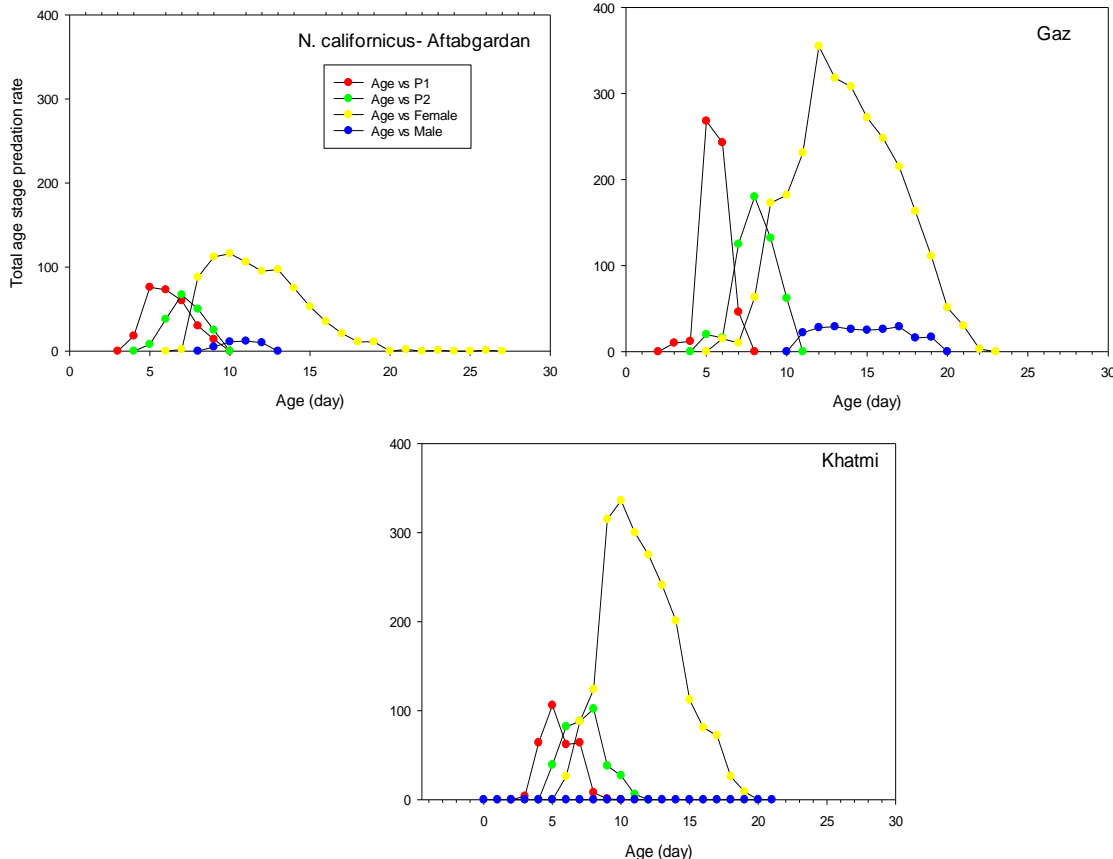 N. californicus- Aftabgardan
Age vs P1
Age vs P2
Age vs Female
Age vs Male
Total age stage predation rate
400
300
200
100
0
0 5 10 15 20 25 30
Age (day)
Gaz
400
300
200
100
0
0 5 10 15 20 25 30
Age (day)
Khatmi
400
300
200
100
0
0 5 10 15 20 25 30
Age (day)